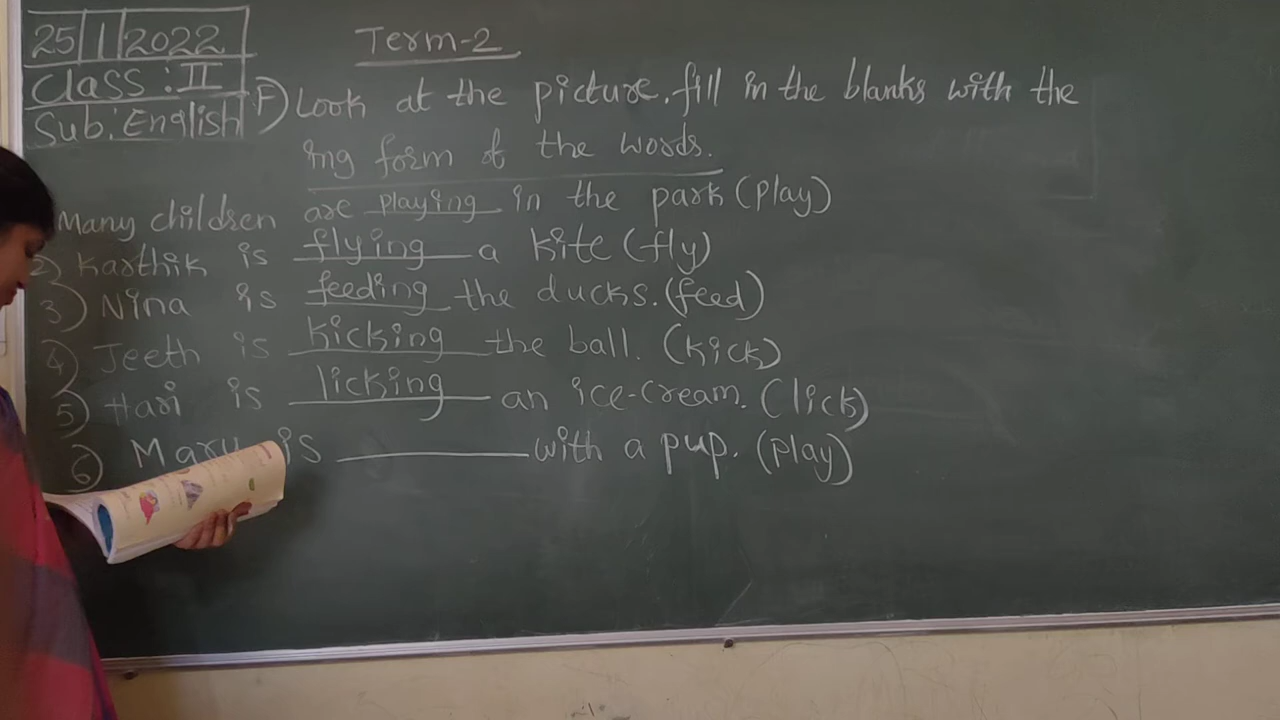 25/1/2022
Class : II
Sub: English
Term-2
F) Look at the picture. fill in the blanks with the
ing form of the words.
Many children are playing in the park (play)
2) Karthik is flying a kite (fly)
3) Nina is feeding the ducks. (feed)
4) Jeeth is kicking the ball. (kick)
5) Hari is licking an ice-cream. (lick)
6) Mary is ________ with a pup. (play)